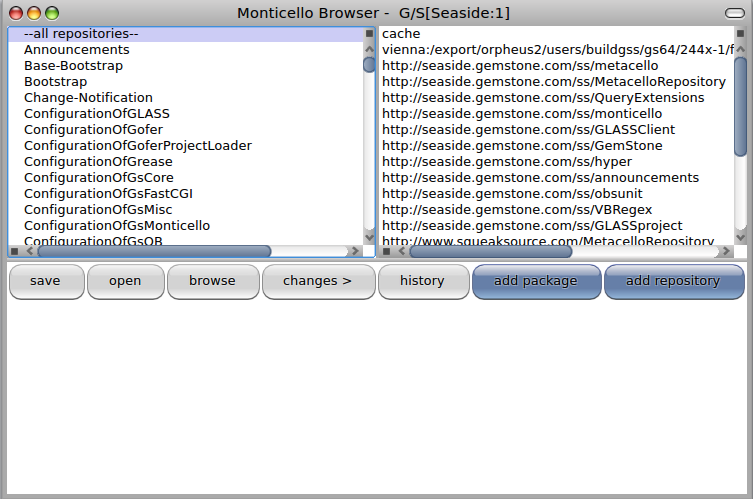 Monticello Browser - G/S[Seaside:1]
--all repositories--
Announcements
Base-Bootstrap
Bootstrap
Change-Notification
ConfigurationOfGLASS
ConfigurationOfGofer
ConfigurationOfGoferProjectLoader
ConfigurationOfGrease
ConfigurationOfGsCore
ConfigurationOfGsFastCGI
ConfigurationOfGsMisc
ConfigurationOfGsMonticello
ConfigurationOfGsOB
cache
vienna:/export/orpheus2/users/buildgss/gs64/244x-1/f
http://seaside.gemstone.com/ss/metacello
http://seaside.gemstone.com/ss/MetacelloRepository
http://seaside.gemstone.com/ss/QueryExtensions
http://seaside.gemstone.com/ss/monticello
http://seaside.gemstone.com/ss/GLASSClient
http://seaside.gemstone.com/ss/GemStone
http://seaside.gemstone.com/ss/hyper
http://seaside.gemstone.com/ss/announcements
http://seaside.gemstone.com/ss/obsunit
http://seaside.gemstone.com/ss/VBRegex
http://seaside.gemstone.com/ss/GLASSproject
http://www.squeaksource.com/MetacelloRepository
save open browse changes > history add package add repository